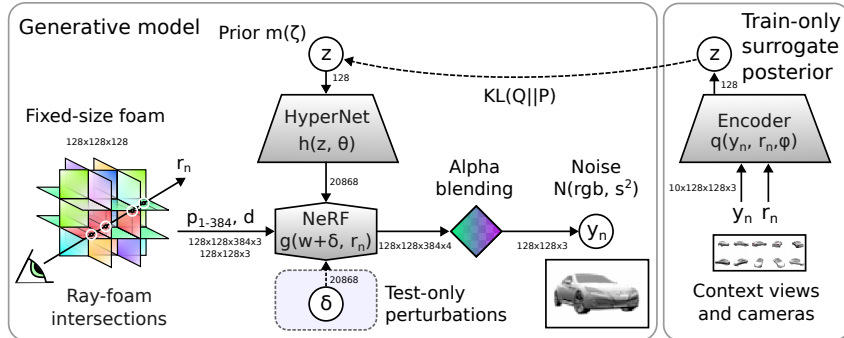 Generative model
Prior m(ζ)
z
128
HyperNet
h(z, θ)
20868
Fixed-size foam
128x128x128
rₙ
Ray-foam
intersections
p₁₋₃₈₄, d
128x128x384x3
128x128x3
NeRF
g(w+δ, rₙ)
128x128x384x4
20868
δ
Test-only
perturbations
Alpha
blending
128x128x3
Noise
N(rgb, s²)
yₙ
KL(Q||P)
Train-only
surrogate
posterior
z
128
Encoder
q(yₙ, rₙ,φ)
10x128x128x3
yₙ rₙ
Context views
and cameras